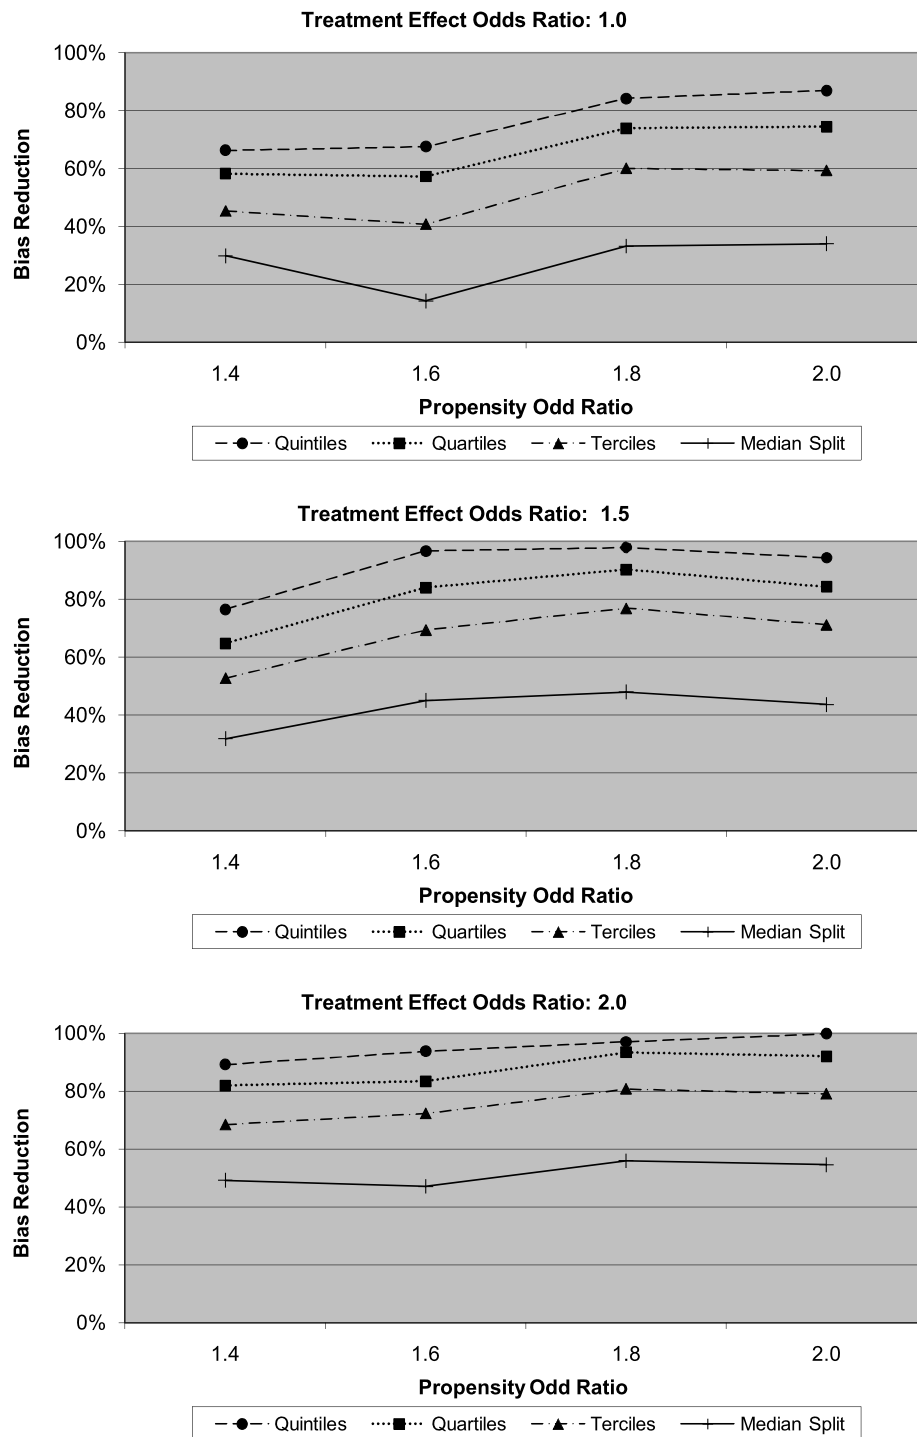 Treatment Effect Odds Ratio: 1.0
100%
80%
60%
40%
20%
0%
Bias Reduction
1.4 1.6 1.8 2.0
Propensity Odd Ratio
Quintiles Quartiles Terciles Median Split
Treatment Effect Odds Ratio: 1.5
100%
80%
60%
40%
20%
0%
Bias Reduction
1.4 1.6 1.8 2.0
Propensity Odd Ratio
Quintiles Quartiles Terciles Median Split
Treatment Effect Odds Ratio: 2.0
100%
80%
60%
40%
20%
0%
Bias Reduction
1.4 1.6 1.8 2.0
Propensity Odd Ratio
Quintiles Quartiles Terciles Median Split